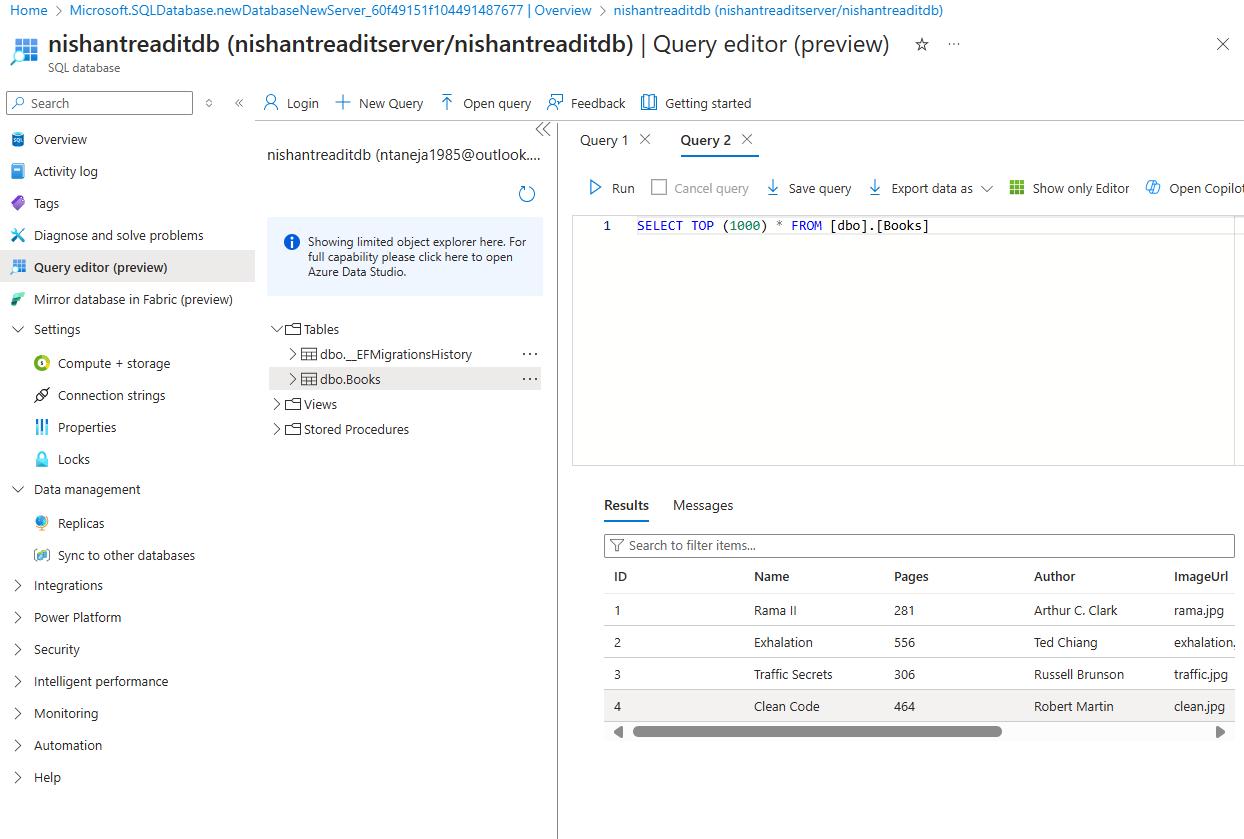 Home > Microsoft.SQLDatabase.newDatabaseNewServer_60f49151f104491487677 | Overview > nishantreaditdb (nishantreaditserver/nishantreaditdb)
nishantreaditdb (nishantreaditserver/nishantreaditdb) | Query editor (preview)
SQL database
Search
Overview
Activity log
Tags
Diagnose and solve problems
Query editor (preview)
Mirror database in Fabric (preview)
Settings
Compute + storage
Connection strings
Properties
Locks
Data management
Replicas
Sync to other databases
Integrations
Power Platform
Security
Intelligent performance
Monitoring
Automation
Help
Login New Query Open query Feedback Getting started
nishantreaditdb (ntaneja1985@outlook....
Showing limited object explorer here. For
full capability please click here to open
Azure Data Studio.
Tables
dbo.__EFMigrationsHistory
dbo.Books
Views
Stored Procedures
Query 1 Query 2
Run Cancel query Save query Export data as Show only Editor Open Copilot
1 SELECT TOP (1000) * FROM [dbo].[Books]
Results Messages
Search to filter items...
ID Name Pages Author ImageUrl
1 Rama II 281 Arthur C. Clark rama.jpg
2 Exhalation 556 Ted Chiang exhalation.
3 Traffic Secrets 306 Russell Brunson traffic.jpg
4 Clean Code 464 Robert Martin clean.jpg